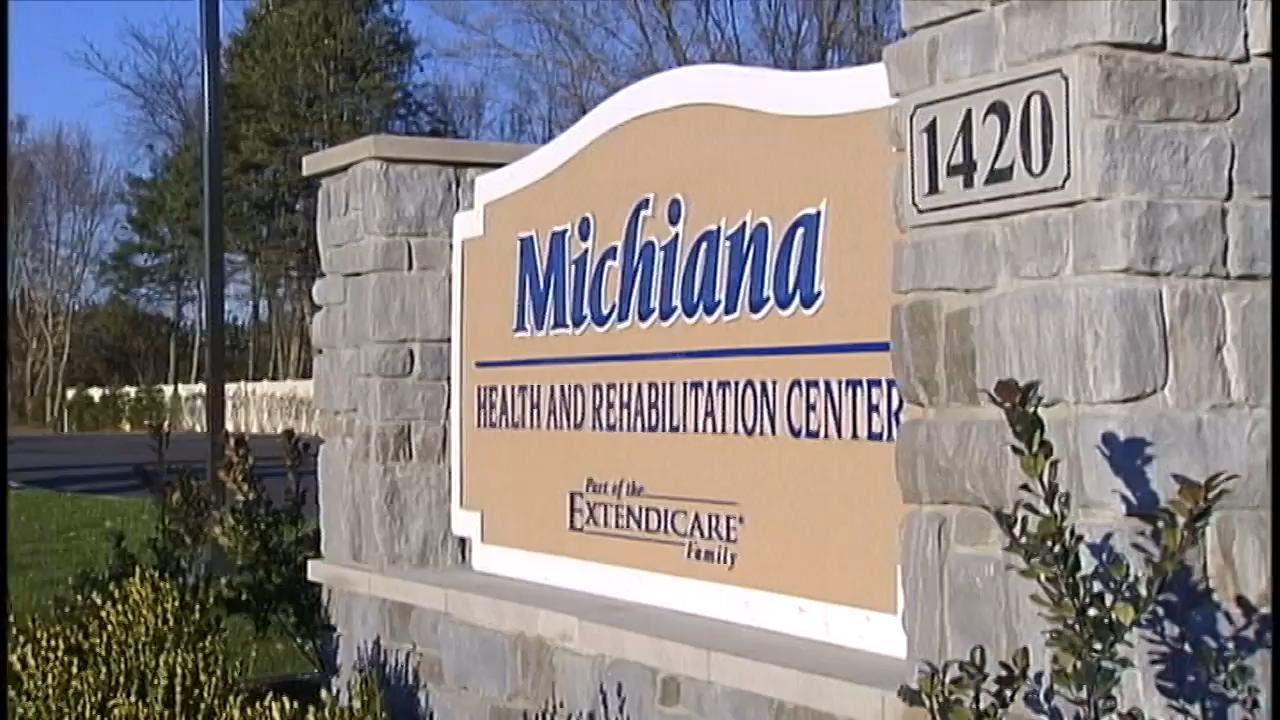 1420
Michiana
HEALTH AND REHABILITATION CENTER
Part of the
EXTENDICARE®
Family